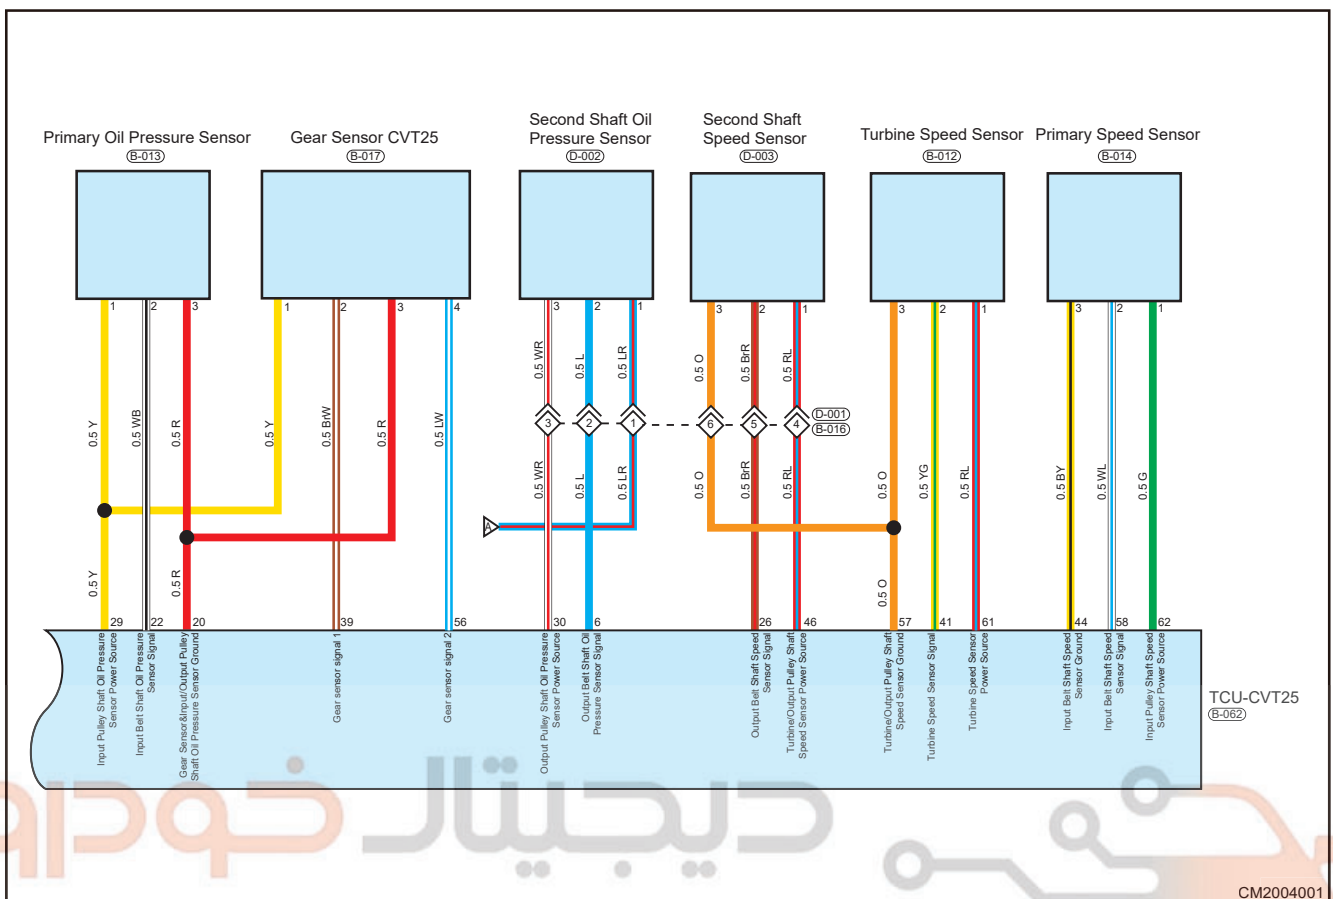 Primary Oil Pressure Sensor
B-013
Gear Sensor CVT25
B-017
Second Shaft Oil
Pressure Sensor
D-002
Second Shaft
Speed Sensor
D-003
Turbine Speed Sensor
B-012
Primary Speed Sensor
B-014
1 2 3
1 2 3 4
3 2 1
3 2 1
3 2 1
3 2 1
0.5 WR
0.5 L
0.5 LR
0.5 O
0.5 BrR
0.5 RL
3 2 1 6 5 4
D-001
B-016
0.5 Y
0.5 WB
0.5 R
0.5 Y
0.5 BrW
0.5 R
0.5 LW
0.5 WR
0.5 L
0.5 LR
0.5 O
0.5 BrR
0.5 RL
0.5 O
0.5 YG
0.5 RL
0.5 BY
0.5 WL
0.5 G
A
0.5 Y
0.5 R
0.5 O
29 22 20 39 56 30 6 26 46 57 41 61 44 58 62
Input Pulley Shaft Oil Pressure
Sensor Power Source
Input Belt Shaft Oil Pressure
Sensor Signal
Gear Sensor&Input/Output Pulley
Shaft Oil Pressure Sensor Ground
Gear sensor signal 1
Gear sensor signal 2
Output Pulley Shaft Oil Pressure
Sensor Power Source
Output Belt Shaft Oil
Pressure Sensor Signal
Output Belt Shaft Speed
Sensor Signal
Turbine/Output Pulley Shaft
Speed Sensor Power Source
Turbine/Output Pulley Shaft
Speed Sensor Ground
Turbine Speed Sensor Signal
Turbine Speed Sensor
Power Source
Input Belt Shaft Speed
Sensor Ground
Input Belt Shaft Speed
Sensor Signal
Input Pulley Shaft Speed
Sensor Power Source
TCU-CVT25
B-062
دیجیتال خودرو
CM2004001